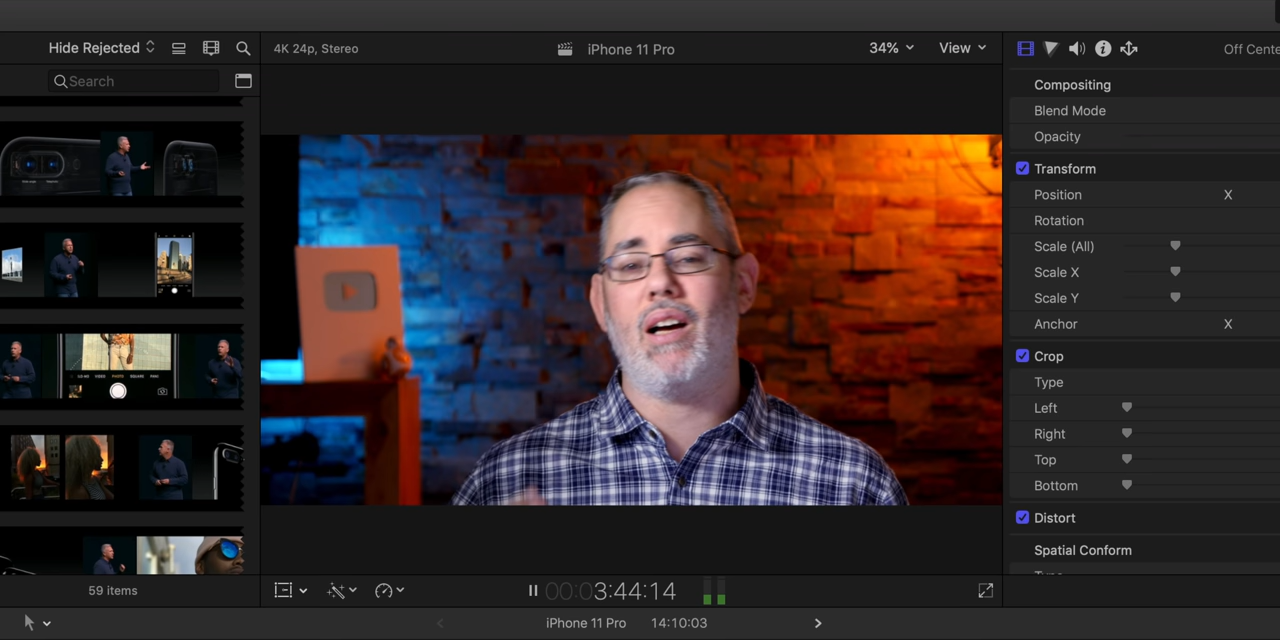 Hide Rejected
4K 24p, Stereo
iPhone 11 Pro
34%
View
Off Cente
Search
Compositing
Blend Mode
Opacity
Transform
Position X
Rotation
Scale (All)
Scale X
Scale Y
Anchor X
Crop
Type
Left
Right
Top
Bottom
Distort
Spatial Conform
59 items
00:03:44:14
iPhone 11 Pro 14:10:03